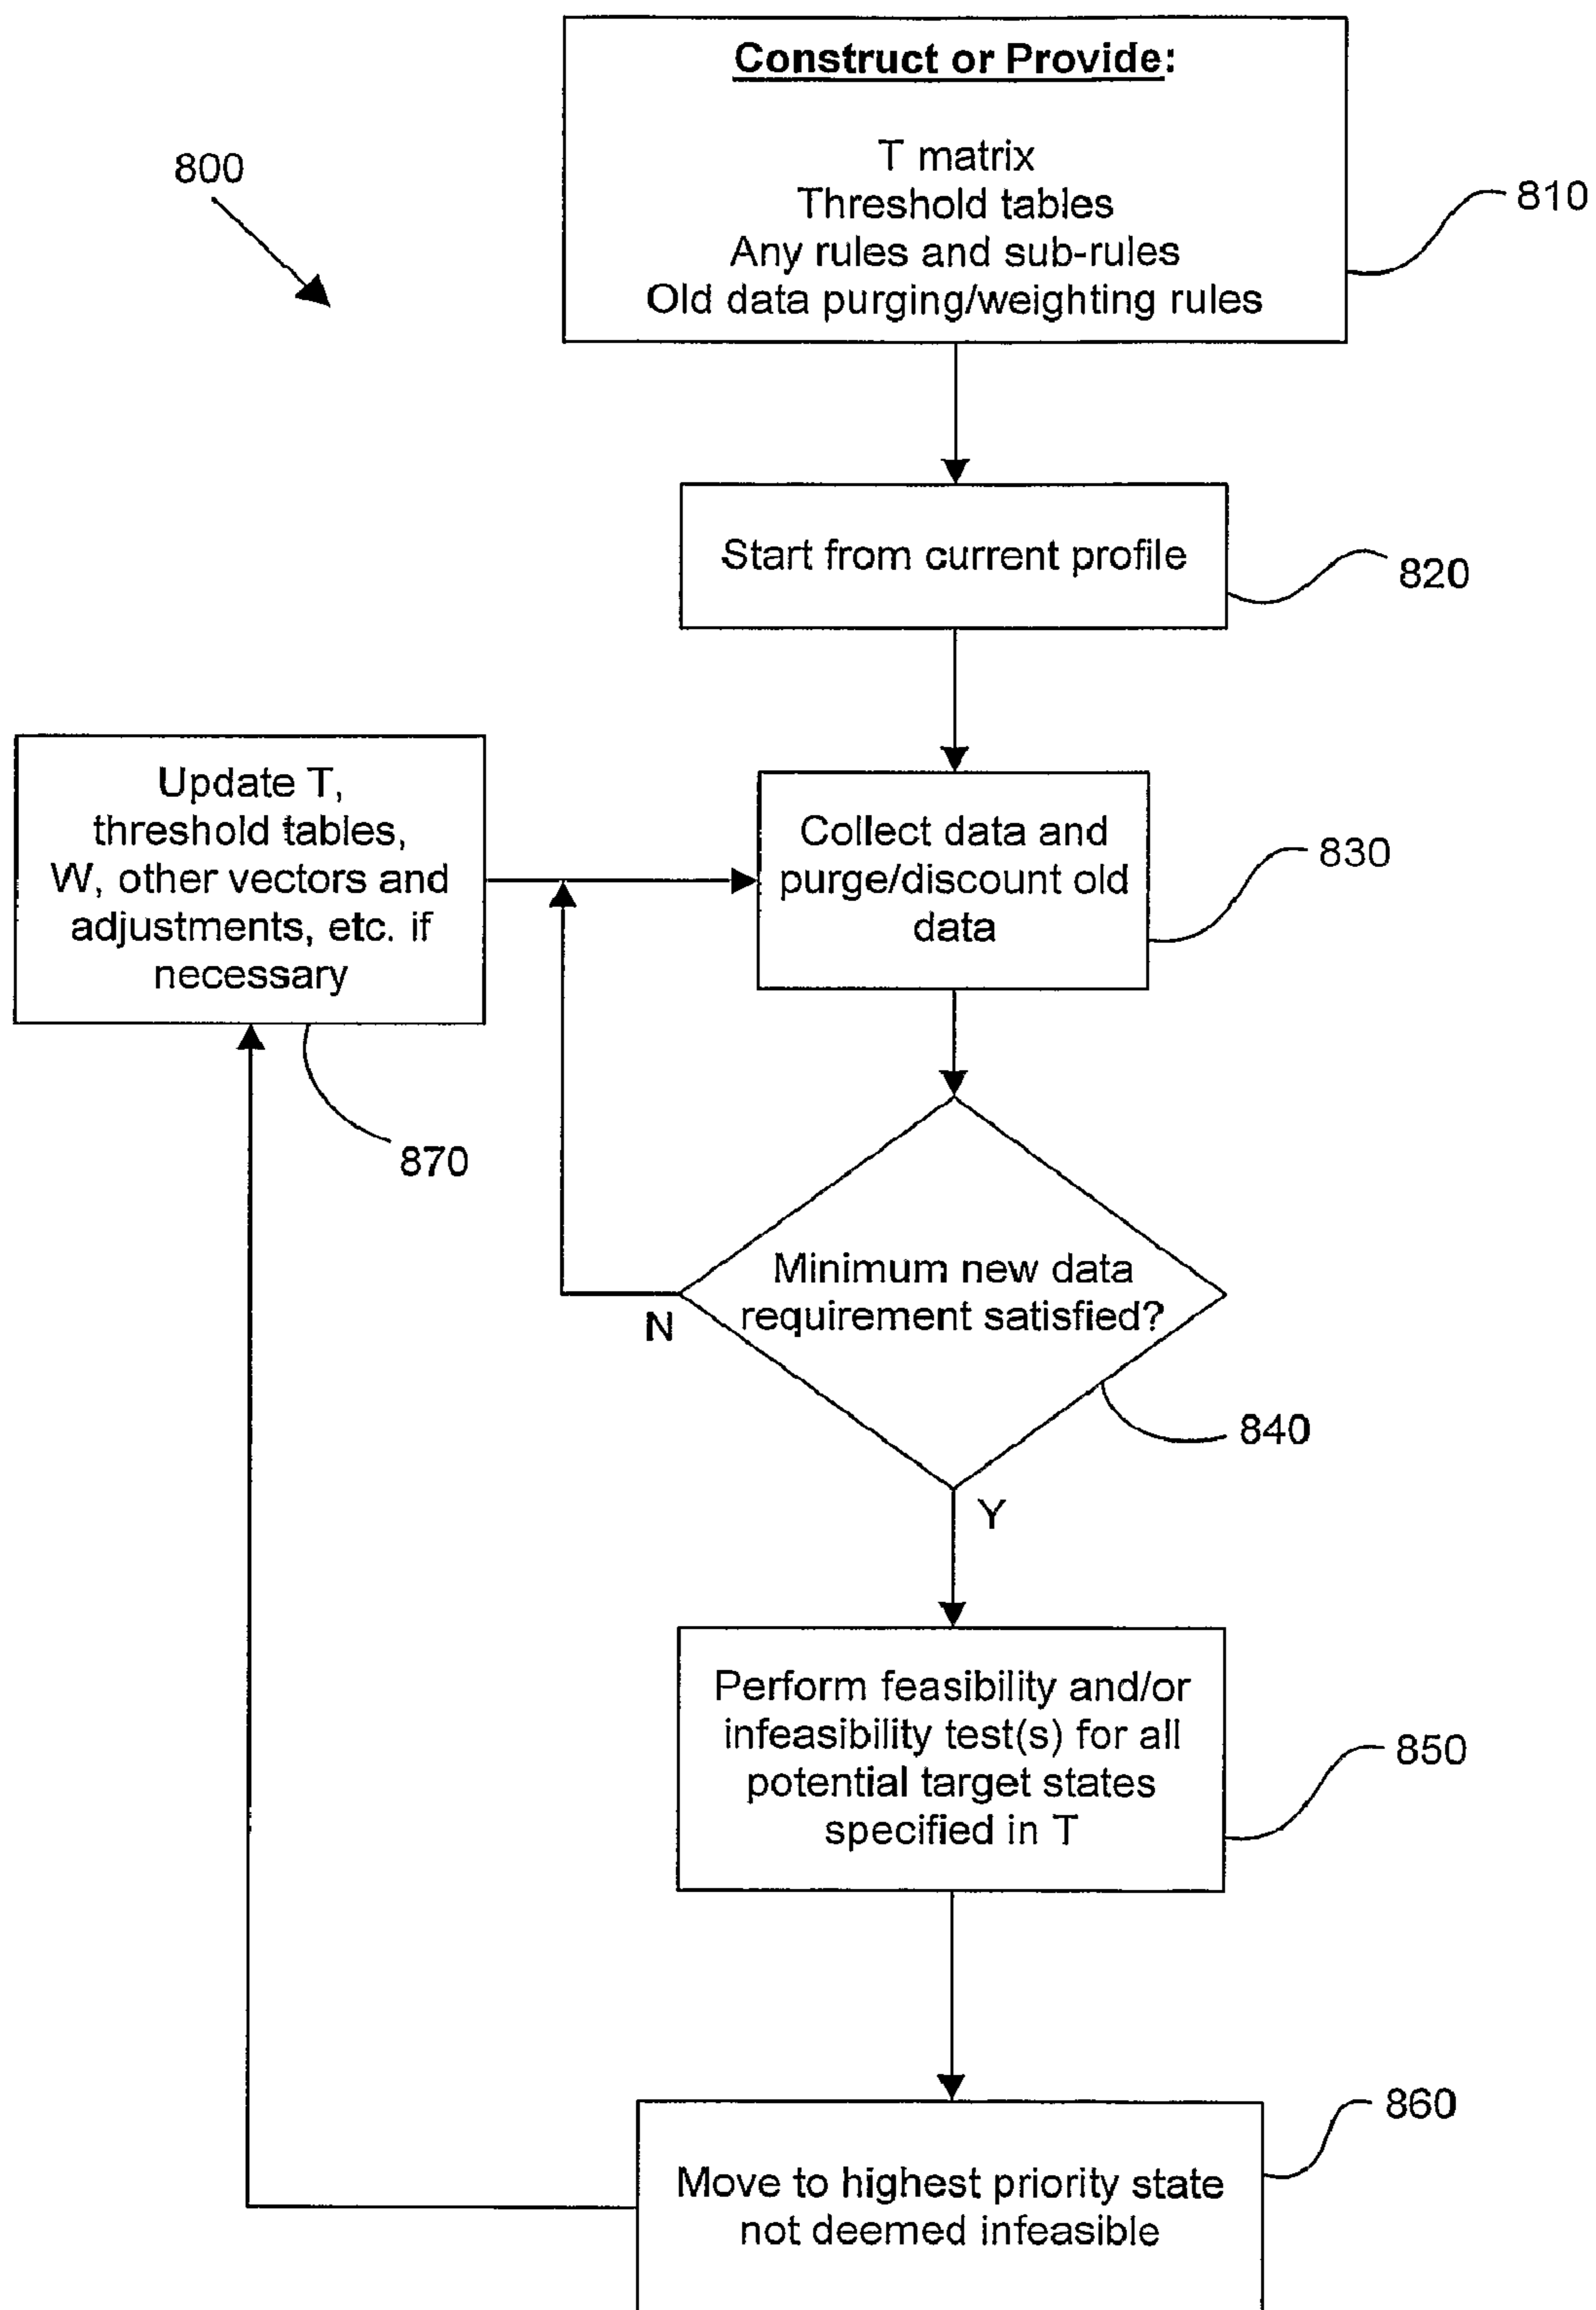 Construct or Provide:
T matrix
Threshold tables
Any rules and sub-rules
Old data purging/weighting rules
800
810
Start from current profile
820
Update T,
threshold tables,
W, other vectors and
adjustments, etc. if
necessary
870
Collect data and
purge/discount old
data
830
Minimum new data
requirement satisfied?
N
840
Y
Perform feasibility and/or
infeasibility test(s) for all
potential target states
specified in T
850
Move to highest priority state
not deemed infeasible
860